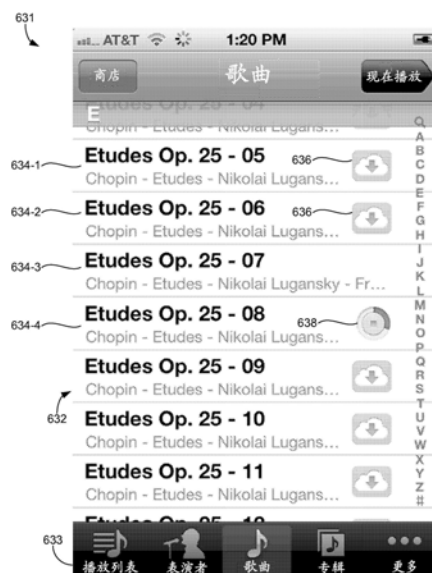 631
AT&T 1:20 PM
商店 歌曲 现在播放
E
Chopin - Etudes - Nikolai Lugans...
634-1 Etudes Op. 25 - 05 636
Chopin - Etudes - Nikolai Lugans...
634-2 Etudes Op. 25 - 06 636
Chopin - Etudes - Nikolai Lugans...
634-3 Etudes Op. 25 - 07
Chopin - Etudes - Nikolai Lugansky - Fr...
634-4 Etudes Op. 25 - 08 638
Chopin - Etudes - Nikolai Lugans...
Etudes Op. 25 - 09
632
Chopin - Etudes - Nikolai Lugans...
Etudes Op. 25 - 10
Chopin - Etudes - Nikolai Lugans...
Etudes Op. 25 - 11
Chopin - Etudes - Nikolai Lugans...
A
B
C
D
E
F
G
H
I
J
K
L
M
N
O
P
Q
R
S
T
U
V
W
X
Y
Z
#
633
播放列表 表演者 歌曲 专辑 更多